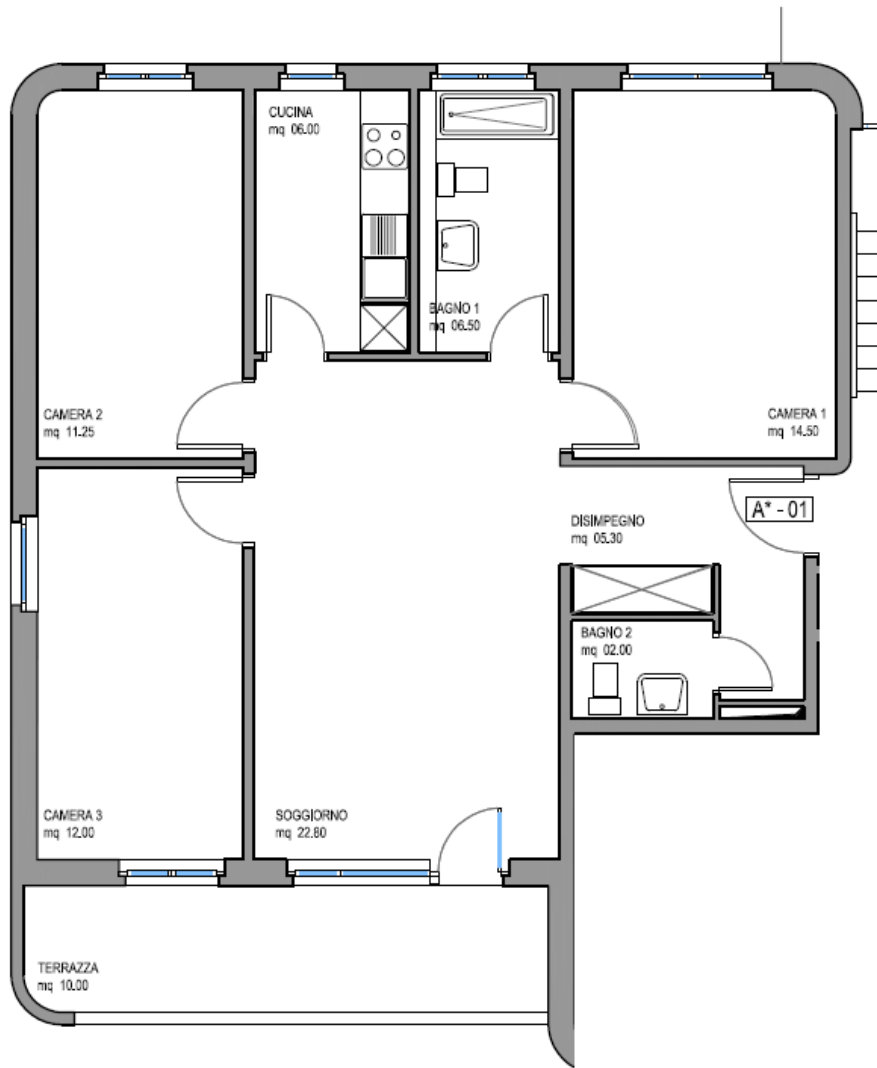 CUCINA
mq 06.00
BAGNO 1
mq 06.50
CAMERA 2
mq 11.25
CAMERA 1
mq 14.50
DISIMPEGNO
mq 05.30
A* - 01
BAGNO 2
mq 02.00
CAMERA 3
mq 12.00
SOGGIORNO
mq 22.80
TERRAZZA
mq 10.00